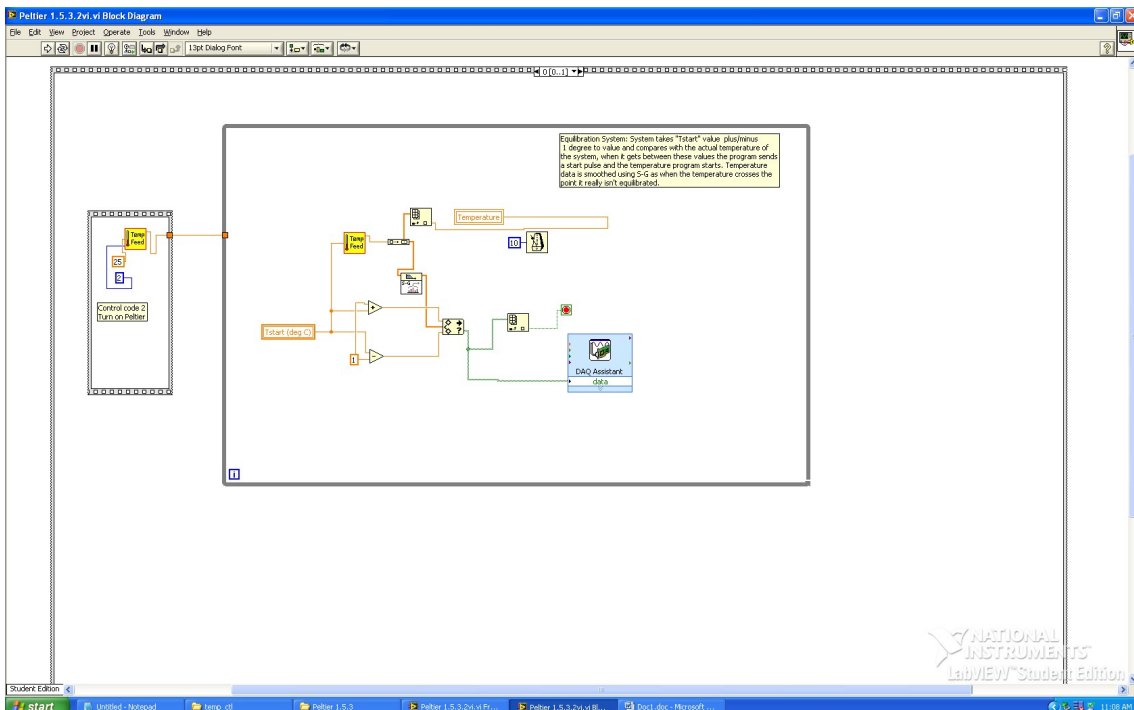 Peltier 1.5.3.2vi.vi Block Diagram
File Edit View Project Operate Tools Window Help
13pt Dialog Font
0 [0..1]
Equilibration System: System takes "Tstart" value plus/minus
1 degree to value and compares with the actual temperature of
the system, when it gets between these values the program sends
a start pulse and the temperature program starts. Temperature
data is smoothed using S-G as when the temperature crosses the
point it really isn't equilibrated.
Temp
Feed
25
2
Control code 2
Turn on Peltier
Temp
Feed
Temperature
10
S-G
Tstart (deg C)
1
DAQ Assistant
data
i
NATIONAL
INSTRUMENTS
LabVIEW Student Edition
Student Edition
start
Untitled - Notepad
temp_ctl
Peltier 1.5.3
Peltier 1.5.3.2vi.vi Fr...
Peltier 1.5.3.2vi.vi Bl...
Doc1.doc - Microsoft ...
11:08 AM